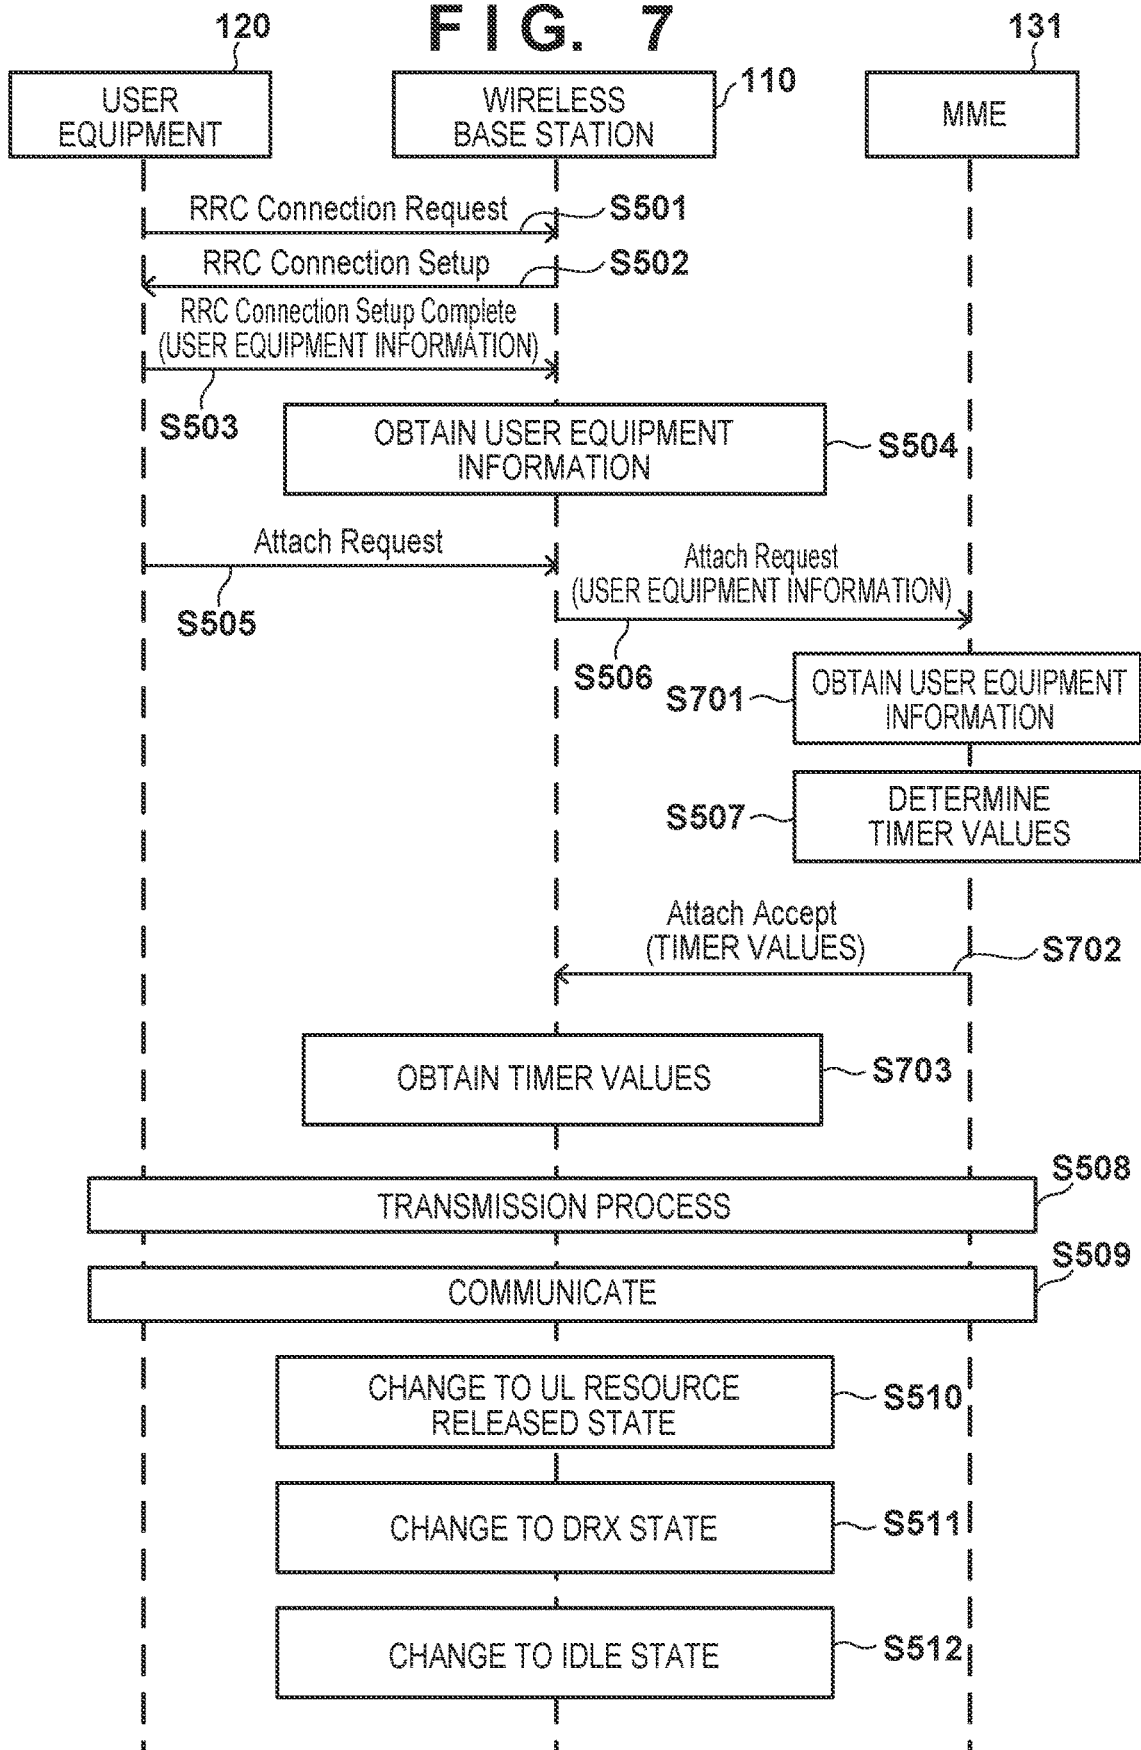 FIG. 7
120
131
USER
EQUIPMENT
WIRELESS
BASE STATION
110
MME
RRC Connection Request
S501
RRC Connection Setup
S502
RRC Connection Setup Complete
(USER EQUIPMENT INFORMATION)
S503
OBTAIN USER EQUIPMENT
INFORMATION
S504
Attach Request
S505
Attach Request
(USER EQUIPMENT INFORMATION)
S506
S701
OBTAIN USER EQUIPMENT
INFORMATION
S507
DETERMINE
TIMER VALUES
Attach Accept
(TIMER VALUES)
S702
OBTAIN TIMER VALUES
S703
TRANSMISSION PROCESS
S508
COMMUNICATE
S509
CHANGE TO UL RESOURCE
RELEASED STATE
S510
CHANGE TO DRX STATE
S511
CHANGE TO IDLE STATE
S512